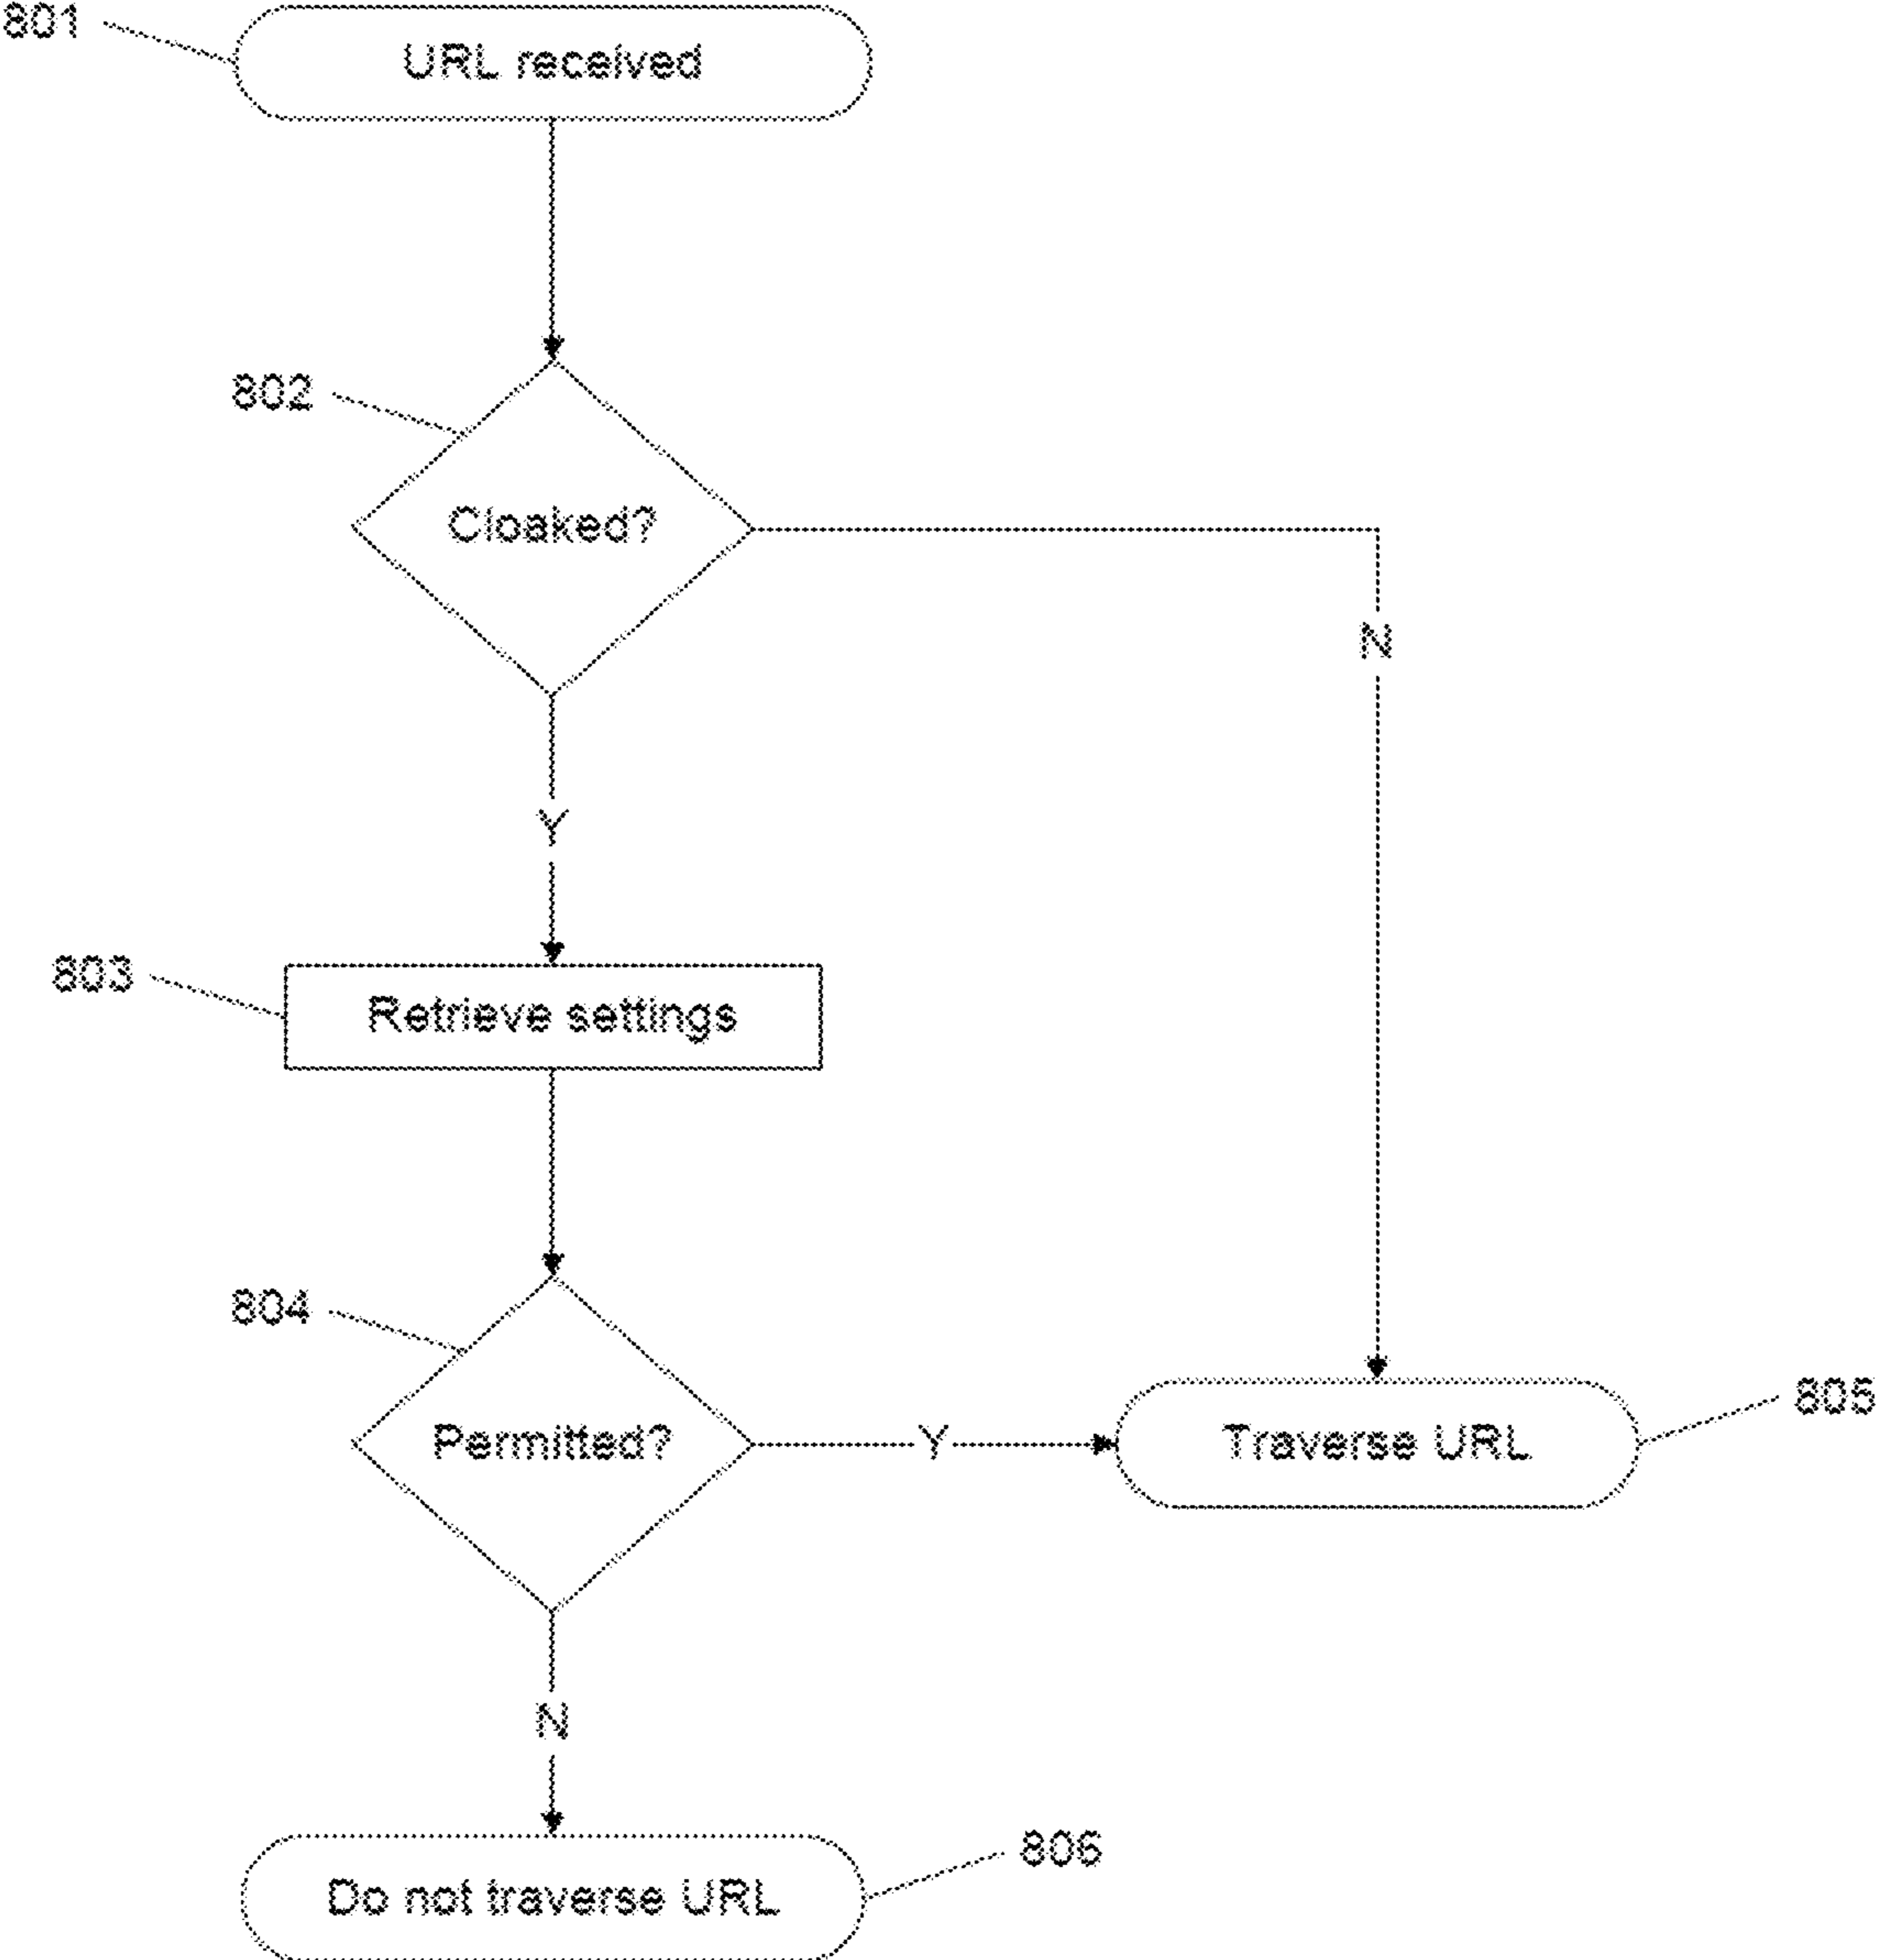 801
URL received
802
Cloaked?
N
Y
803
Retrieve settings
804
Permitted?
Y
Traverse URL
805
N
Do not traverse URL
806